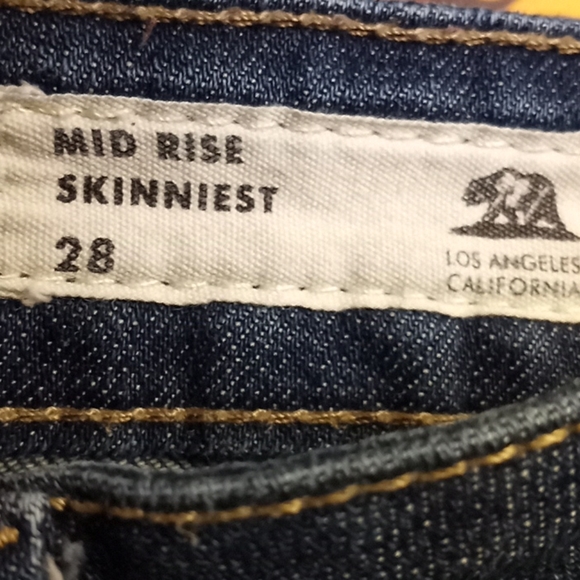 MID RISE
SKINNIEST
28
LOS ANGELES
CALIFORNIA